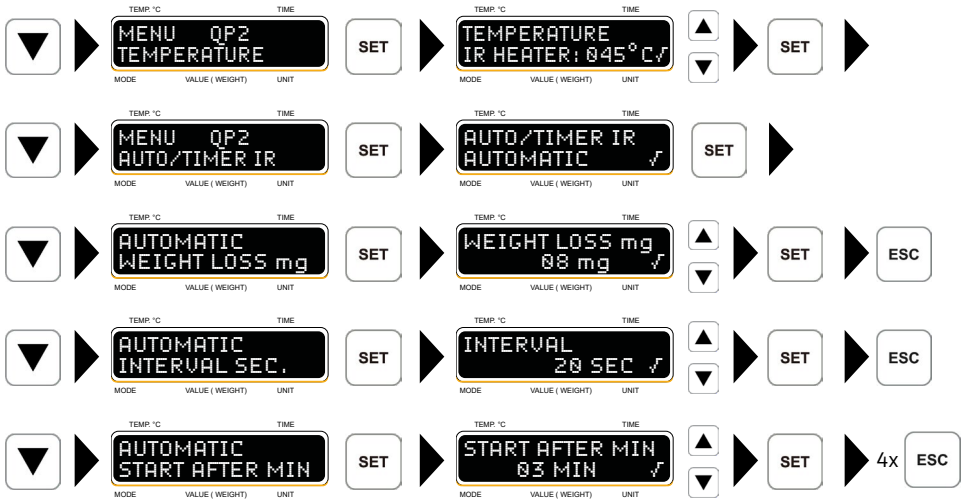 TEMP. °C TIME TEMP. °C TIME
MENU QP2 SET TEMPERATURE SET
TEMPERATURE IR HEATER: 045°C√
MODE VALUE ( WEIGHT) UNIT MODE VALUE ( WEIGHT) UNIT
TEMP. °C TIME TEMP. °C TIME
MENU QP2 SET AUTO/TIMER IR SET
AUTO/TIMER IR AUTOMATIC √
MODE VALUE ( WEIGHT) UNIT MODE VALUE ( WEIGHT) UNIT
TEMP. °C TIME TEMP. °C TIME
AUTOMATIC SET WEIGHT LOSS mg SET ESC
WEIGHT LOSS mg 08 mg √
MODE VALUE ( WEIGHT) UNIT MODE VALUE ( WEIGHT) UNIT
TEMP. °C TIME TEMP. °C TIME
AUTOMATIC SET INTERVAL SET ESC
INTERVAL SEC. 20 SEC √
MODE VALUE ( WEIGHT) UNIT MODE VALUE ( WEIGHT) UNIT
TEMP. °C TIME TEMP. °C TIME
AUTOMATIC SET START AFTER MIN SET 4x ESC
START AFTER MIN 03 MIN √
MODE VALUE ( WEIGHT) UNIT MODE VALUE ( WEIGHT) UNIT